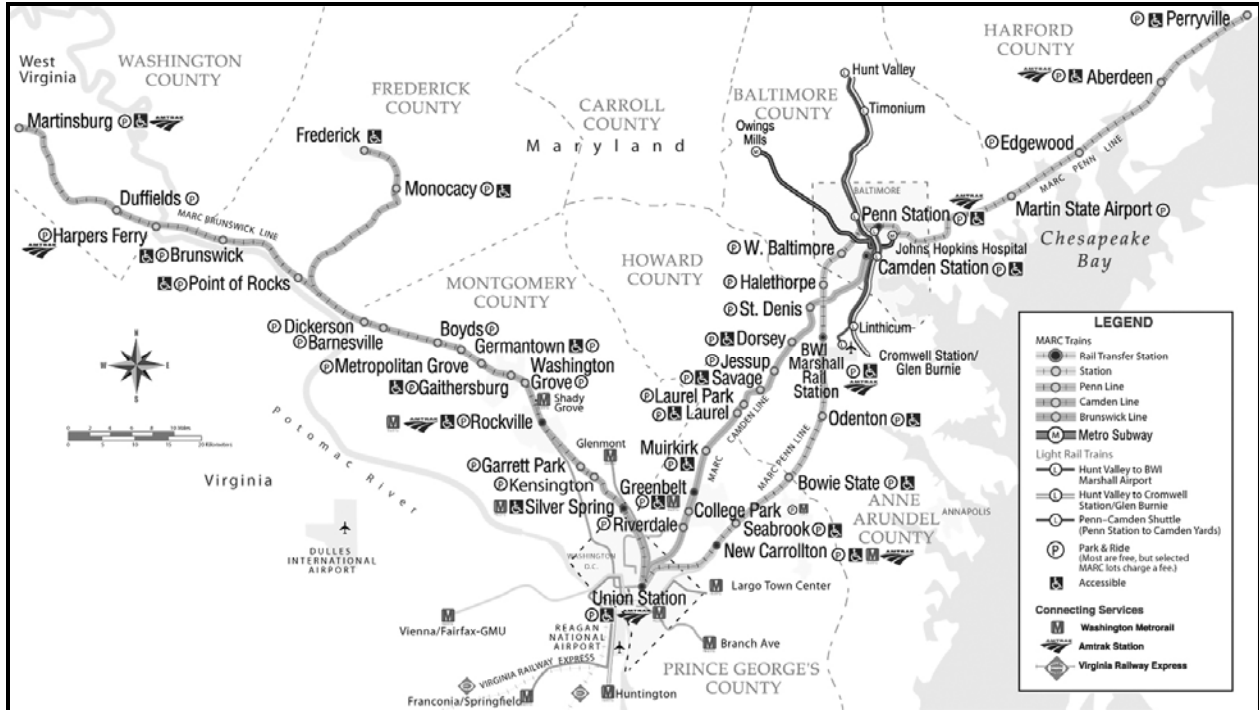 Perryville
HARFORD
COUNTY
AMTRAK
Aberdeen
West
Virginia
WASHINGTON
COUNTY
FREDERICK
COUNTY
CARROLL
COUNTY
Maryland
BALTIMORE
COUNTY
Hunt Valley
Timonium
Owings
Mills
Martinsburg
AMTRAK
Frederick
Edgewood
MARC PENN LINE
Monocacy
Duffields
MARC BRUNSWICK LINE
Harpers Ferry
AMTRAK
Brunswick
Point of Rocks
BALTIMORE
AMTRAK
Penn Station
Martin State Airport
Johns Hopkins Hospital
Chesapeake
Bay
W. Baltimore
Camden Station
HOWARD
COUNTY
Halethorpe
St. Denis
MONTGOMERY
COUNTY
Dickerson
Barnesville
Boyds
Germantown
Metropolitan Grove
Washington
Grove
Gaithersburg
Shady
Grove
Rockville
AMTRAK
Dorsey
Jessup
Savage
Laurel Park
Laurel
Linthicum
BWI
Marshall
Rail
Station
AMTRAK
Cromwell Station/
Glen Burnie
Odenton
MARC CAMDEN LINE
MARC PENN LINE
Muirkirk
Glenmont
Garrett Park
Kensington
Silver Spring
Greenbelt
College Park
Riverdale
Bowie State
Seabrook
New Carrollton
AMTRAK
ANNE
ARUNDEL
COUNTY
ANNAPOLIS
Virginia
Potomac River
DULLES
INTERNATIONAL
AIRPORT
WASHINGTON
D.C.
Union Station
AMTRAK
Largo Town Center
Vienna/Fairfax-GMU
REAGAN
NATIONAL
AIRPORT
Branch Ave
VIRGINIA RAILWAY EXPRESS
PRINCE GEORGE'S
COUNTY
Franconia/Springfield
Huntington
LEGEND
MARC Trains
Rail Transfer Station
Station
Penn Line
Camden Line
Brunswick Line
M Metro Subway
Light Rail Trains
L Hunt Valley to BWI
Marshall Airport
L Hunt Valley to Cromwell
Station/Glen Burnie
L Penn–Camden Shuttle
(Penn Station to Camden Yards)
P Park & Ride
(Most are free, but selected
MARC lots charge a fee.)
Accessible
Connecting Services
M Washington Metrorail
AMTRAK Amtrak Station
Virginia Railway Express